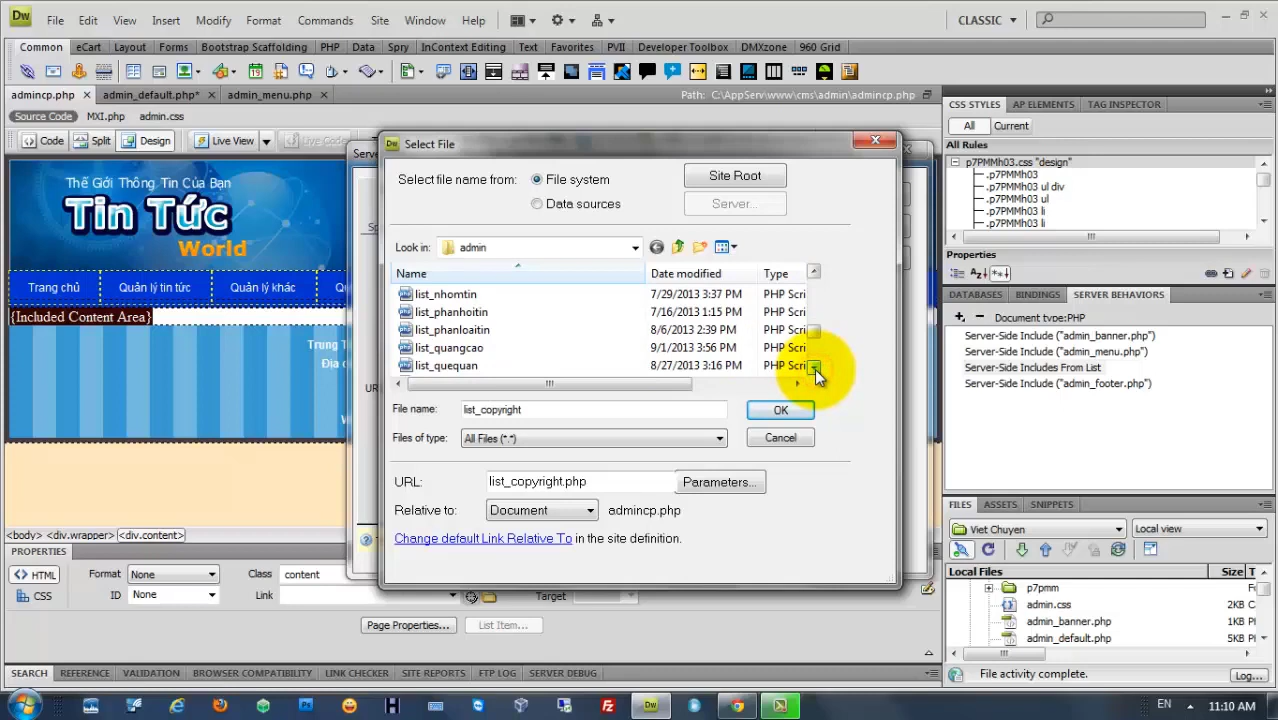 Dw File Edit View Insert Modify Format Commands Site Window Help CLASSIC
Common eCart Layout Forms Bootstrap Scaffolding PHP Data Spry InContext Editing Text Favorites PVII Developer Toolbox DMXzone 960 Grid
admincp.php admin_default.php* admin_menu.php Path: C:\AppServ\www\cms\admin\admincp.php
Source Code MXI.php admin.css
Code Split Design Live View Live Code
Thế Giới Thông Tin Của Bạn
Tin Tức
World
Trang chủ Quản lý tin tức Quản lý khác
{Included Content Area}
Trung T
Địa c
Select File
Select file name from: File system Site Root
Data sources Server...
Look in: admin
Name Date modified Type
list_nhomtin 7/29/2013 3:37 PM PHP Scri
list_phanhoitin 7/16/2013 1:15 PM PHP Scri
list_phanloaitin 8/6/2013 2:39 PM PHP Scri
list_quangcao 9/1/2013 3:56 PM PHP Scri
list_quequan 8/27/2013 3:16 PM PHP Scri
File name: list_copyright OK
Files of type: All Files (*.*) Cancel
URL: list_copyright.php Parameters...
Relative to: Document admincp.php
Change default Link Relative To in the site definition.
CSS STYLES AP ELEMENTS TAG INSPECTOR
All Current
All Rules
p7PMMh03.css "design"
.p7PMMh03
.p7PMMh03 ul div
.p7PMMh03 ul
.p7PMMh03 li
.p7PMMh03 li
Properties
DATABASES BINDINGS SERVER BEHAVIORS
Document type:PHP
Server-Side Include ("admin_banner.php")
Server-Side Include ("admin_menu.php")
Server-Side Includes From List
Server-Side Include ("admin_footer.php")
FILES ASSETS SNIPPETS
Viet Chuyen Local view
Local Files Size T
p7pmm Fo
admin.css 2KB C
admin_banner.php 1KB
admin_default.php 5KB
File activity complete. Log...
<body> <div.wrapper> <div.content>
PROPERTIES
HTML Format None Class content
CSS ID None Link Target
Page Properties... List Item...
SEARCH REFERENCE VALIDATION BROWSER COMPATIBILITY LINK CHECKER SITE REPORTS FTP LOG SERVER DEBUG
EN 11:10 AM